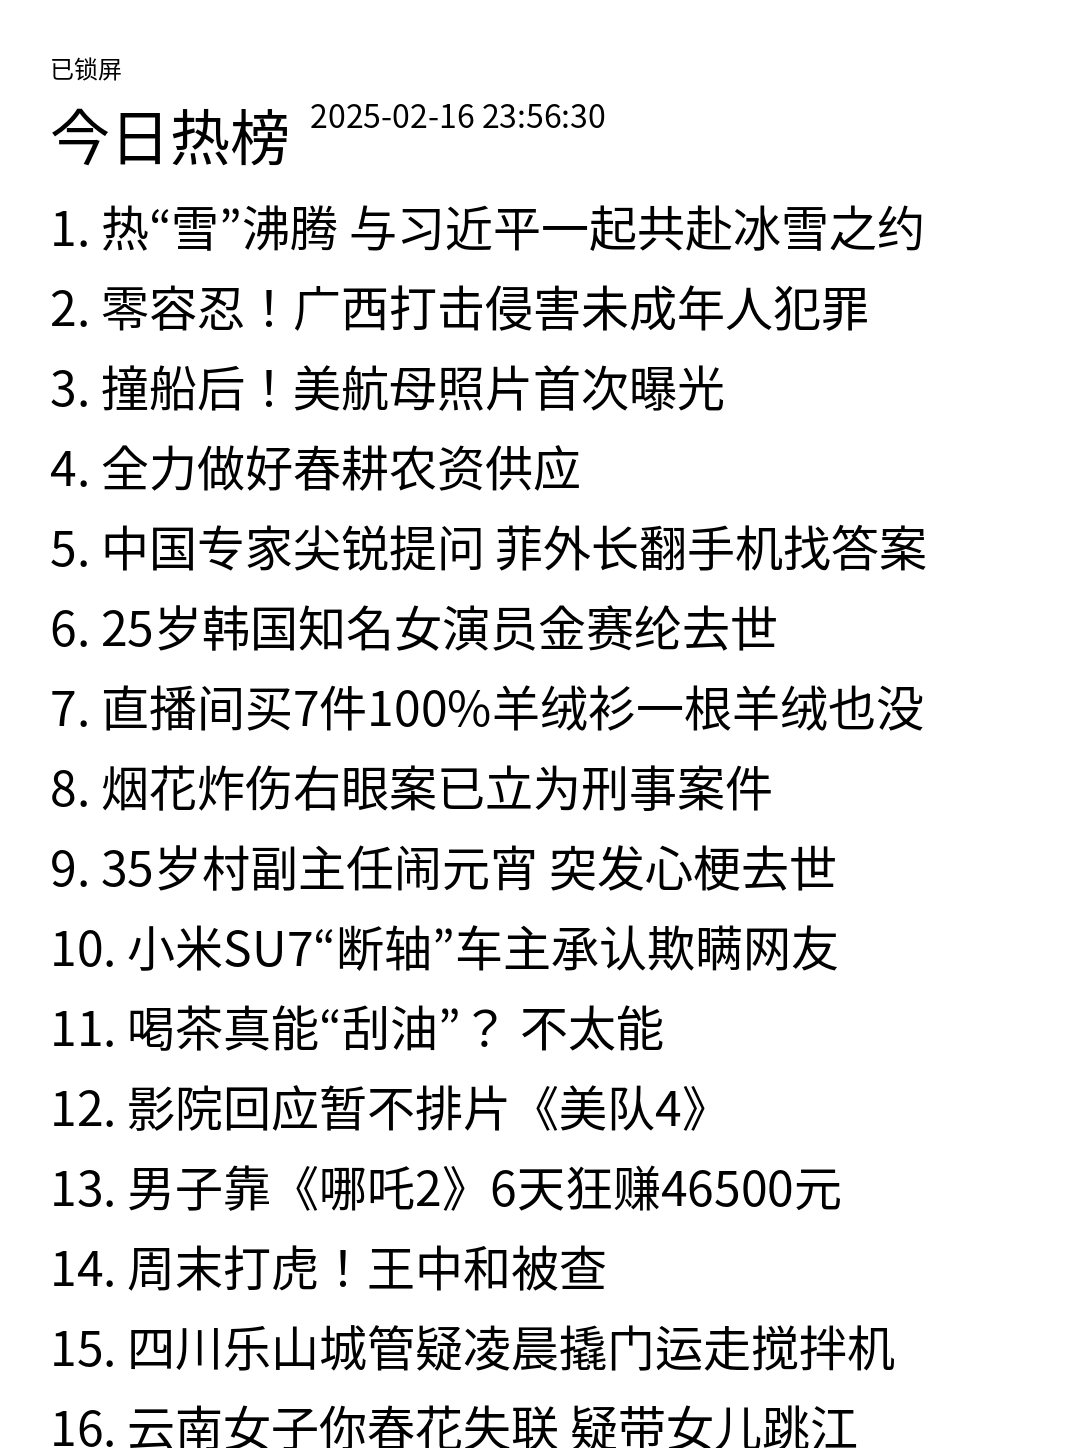 已锁屏
今日热榜 2025-02-16 23:56:30
1. 热“雪”沸腾 与习近平一起共赴冰雪之约
2. 零容忍！广西打击侵害未成年人犯罪
3. 撞船后！美航母照片首次曝光
4. 全力做好春耕农资供应
5. 中国专家尖锐提问 菲外长翻手机找答案
6. 25岁韩国知名女演员金赛纶去世
7. 直播间买7件100%羊绒衫一根羊绒也没
8. 烟花炸伤右眼案已立为刑事案件
9. 35岁村副主任闹元宵 突发心梗去世
10. 小米SU7“断轴”车主承认欺瞒网友
11. 喝茶真能“刮油”？ 不太能
12. 影院回应暂不排片《美队4》
13. 男子靠《哪吒2》6天狂赚46500元
14. 周末打虎！王中和被查
15. 四川乐山城管疑凌晨撬门运走搅拌机
16. 云南女子你春花失联 疑带女儿跳江